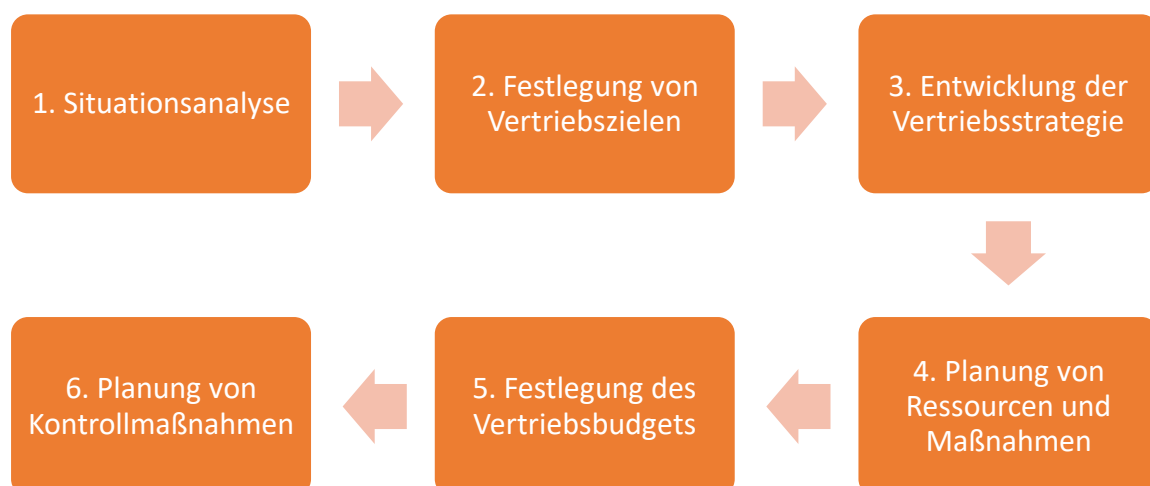 1. Situationsanalyse
2. Festlegung von
Vertriebszielen
3. Entwicklung der
Vertriebsstrategie
4. Planung von
Ressourcen und
Maßnahmen
5. Festlegung des
Vertriebsbudgets
6. Planung von
Kontrollmaßnahmen